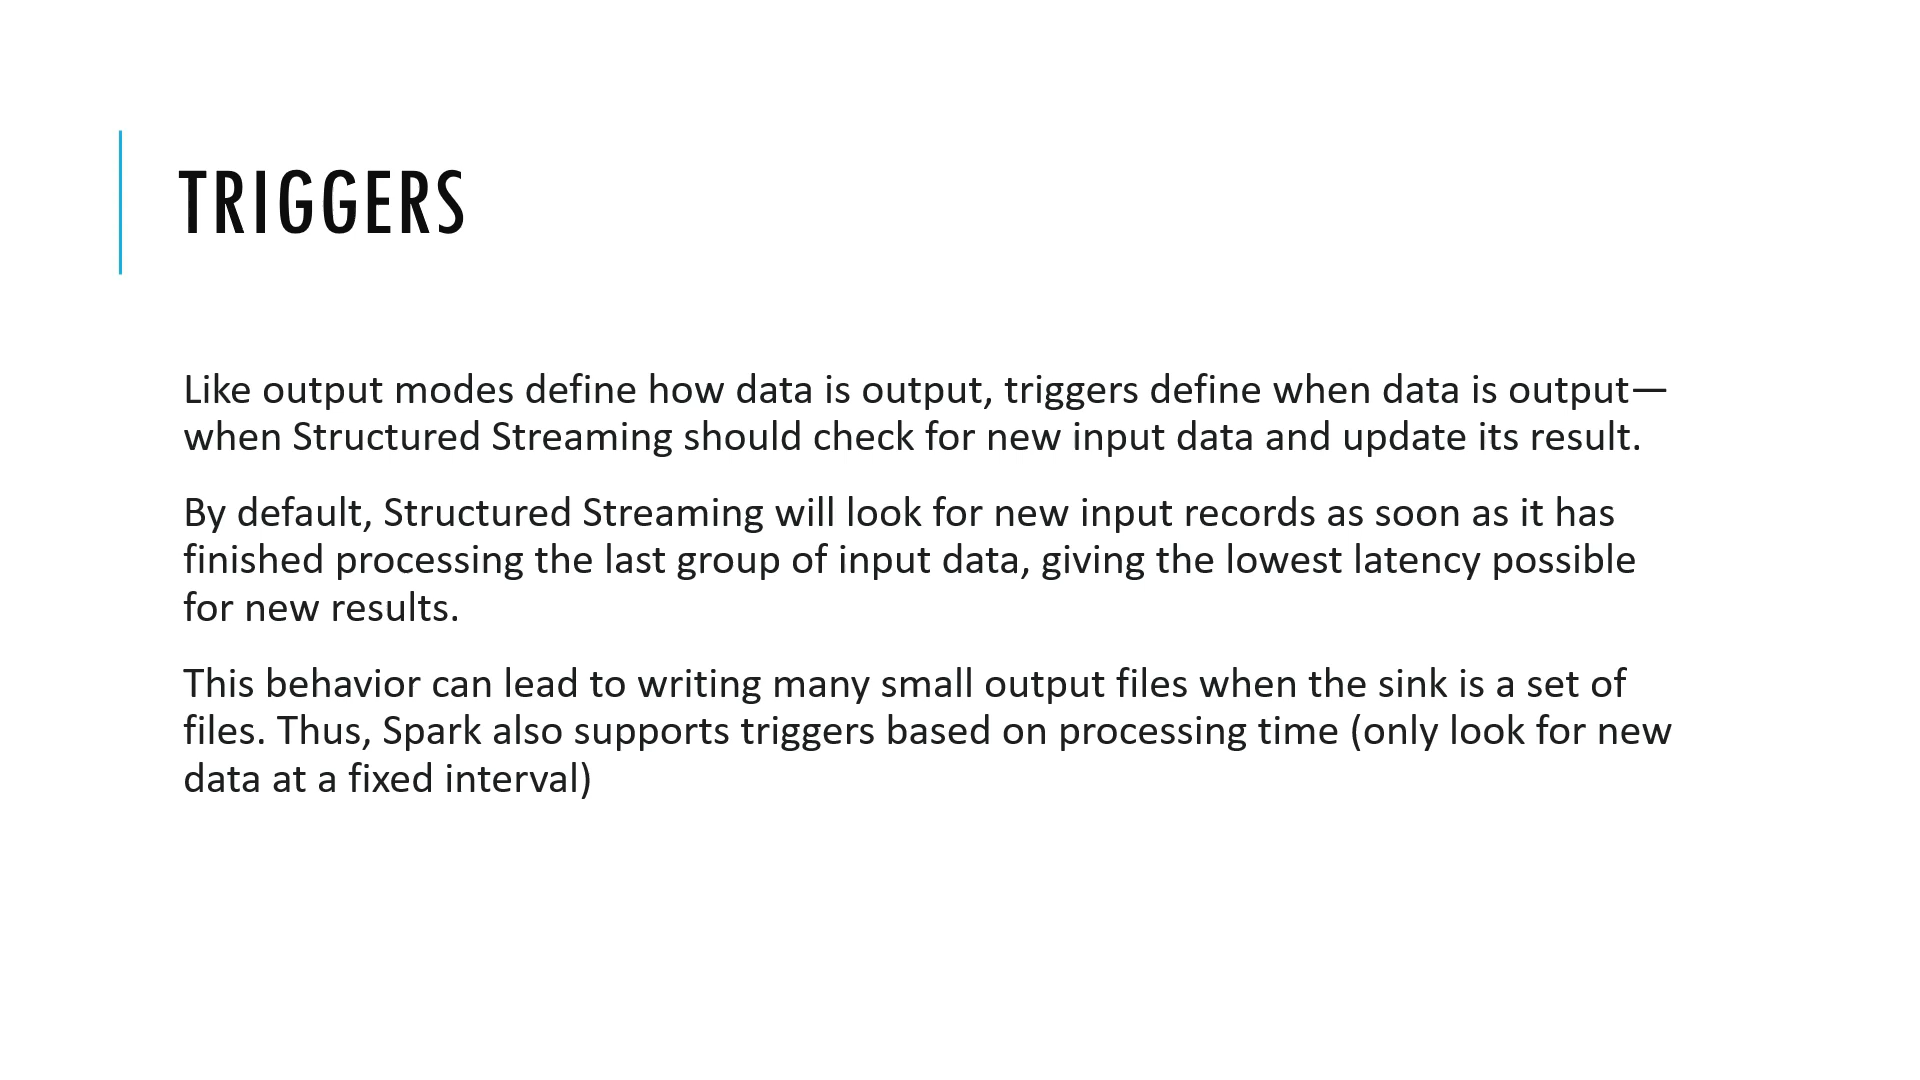 TRIGGERS
Like output modes define how data is output, triggers define when data is output—
when Structured Streaming should check for new input data and update its result.
By default, Structured Streaming will look for new input records as soon as it has
finished processing the last group of input data, giving the lowest latency possible
for new results.
This behavior can lead to writing many small output files when the sink is a set of
files. Thus, Spark also supports triggers based on processing time (only look for new
data at a fixed interval)